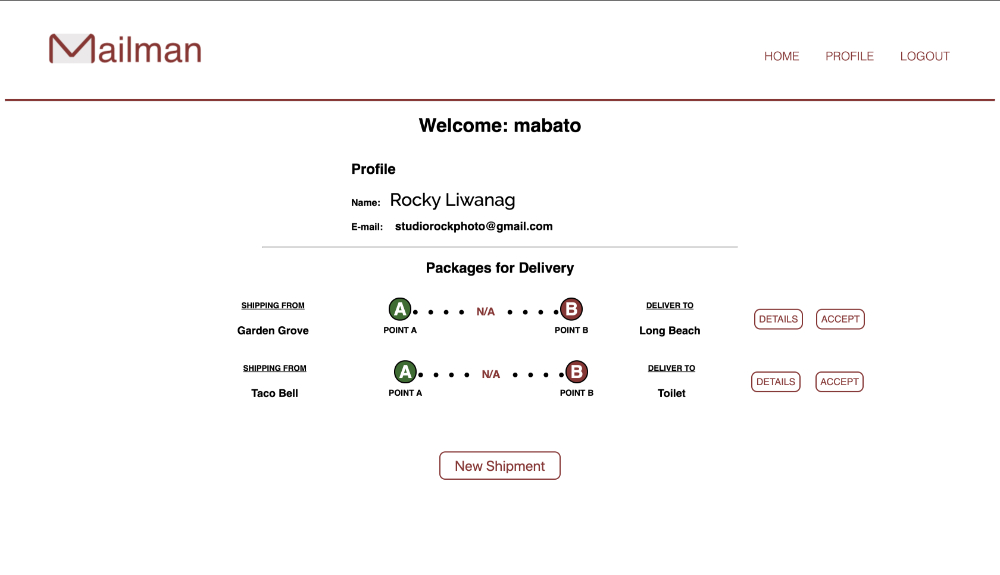 Mailman
HOME PROFILE LOGOUT
Welcome: mabato
Profile
Name: Rocky Liwanag
E-mail: studiorockphoto@gmail.com
Packages for Delivery
SHIPPING FROM A N/A B DELIVER TO
Garden Grove POINT A POINT B Long Beach DETAILS ACCEPT
SHIPPING FROM A N/A B DELIVER TO
Taco Bell POINT A POINT B Toilet DETAILS ACCEPT
New Shipment